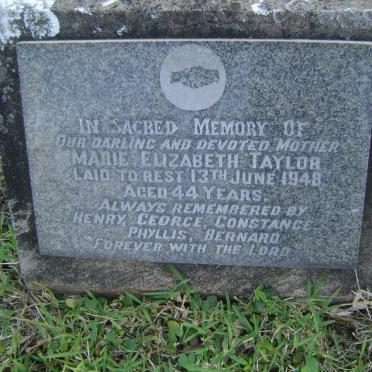 In Sacred Memory Of
Our darling and devoted Mother
Marie Elizabeth Taylor
Laid to rest 13th June 1948
Aged 44 Years.
Always remembered by
Henry, George, Constance
Phyllis, Bernard
"Forever with the Lord"